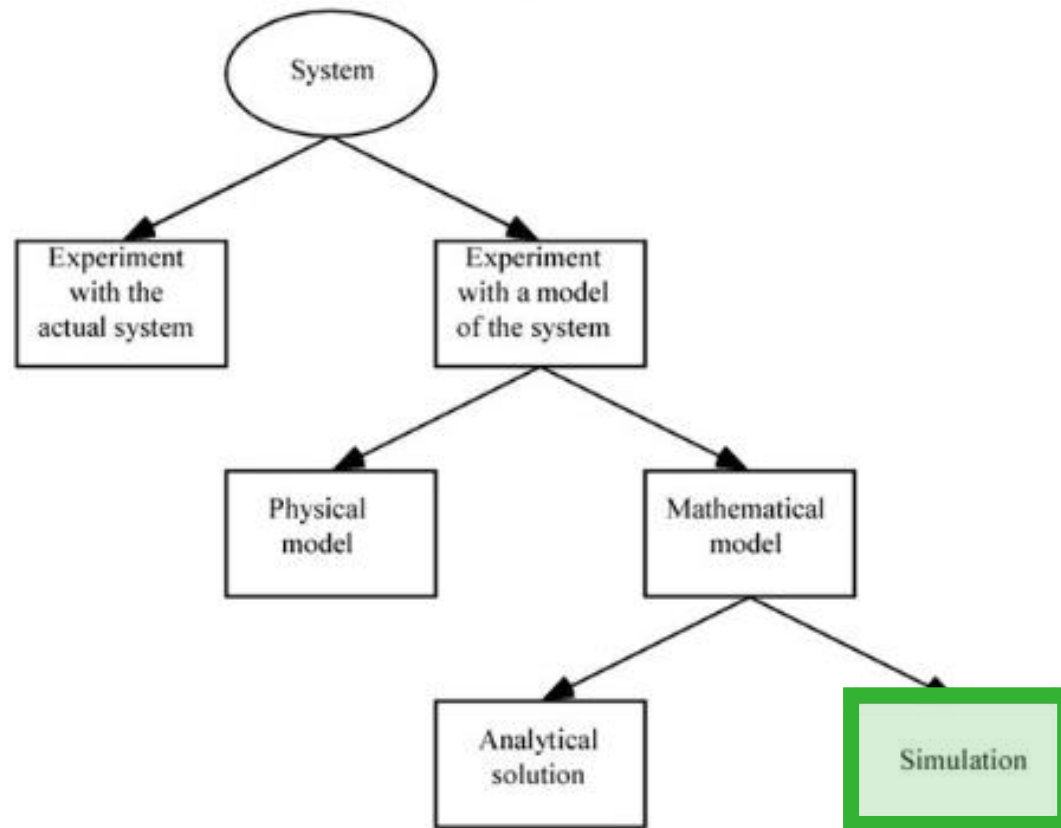 System
Experiment
with the
actual system
Experiment
with a model
of the system
Physical
model
Mathematical
model
Analytical
solution
Simulation